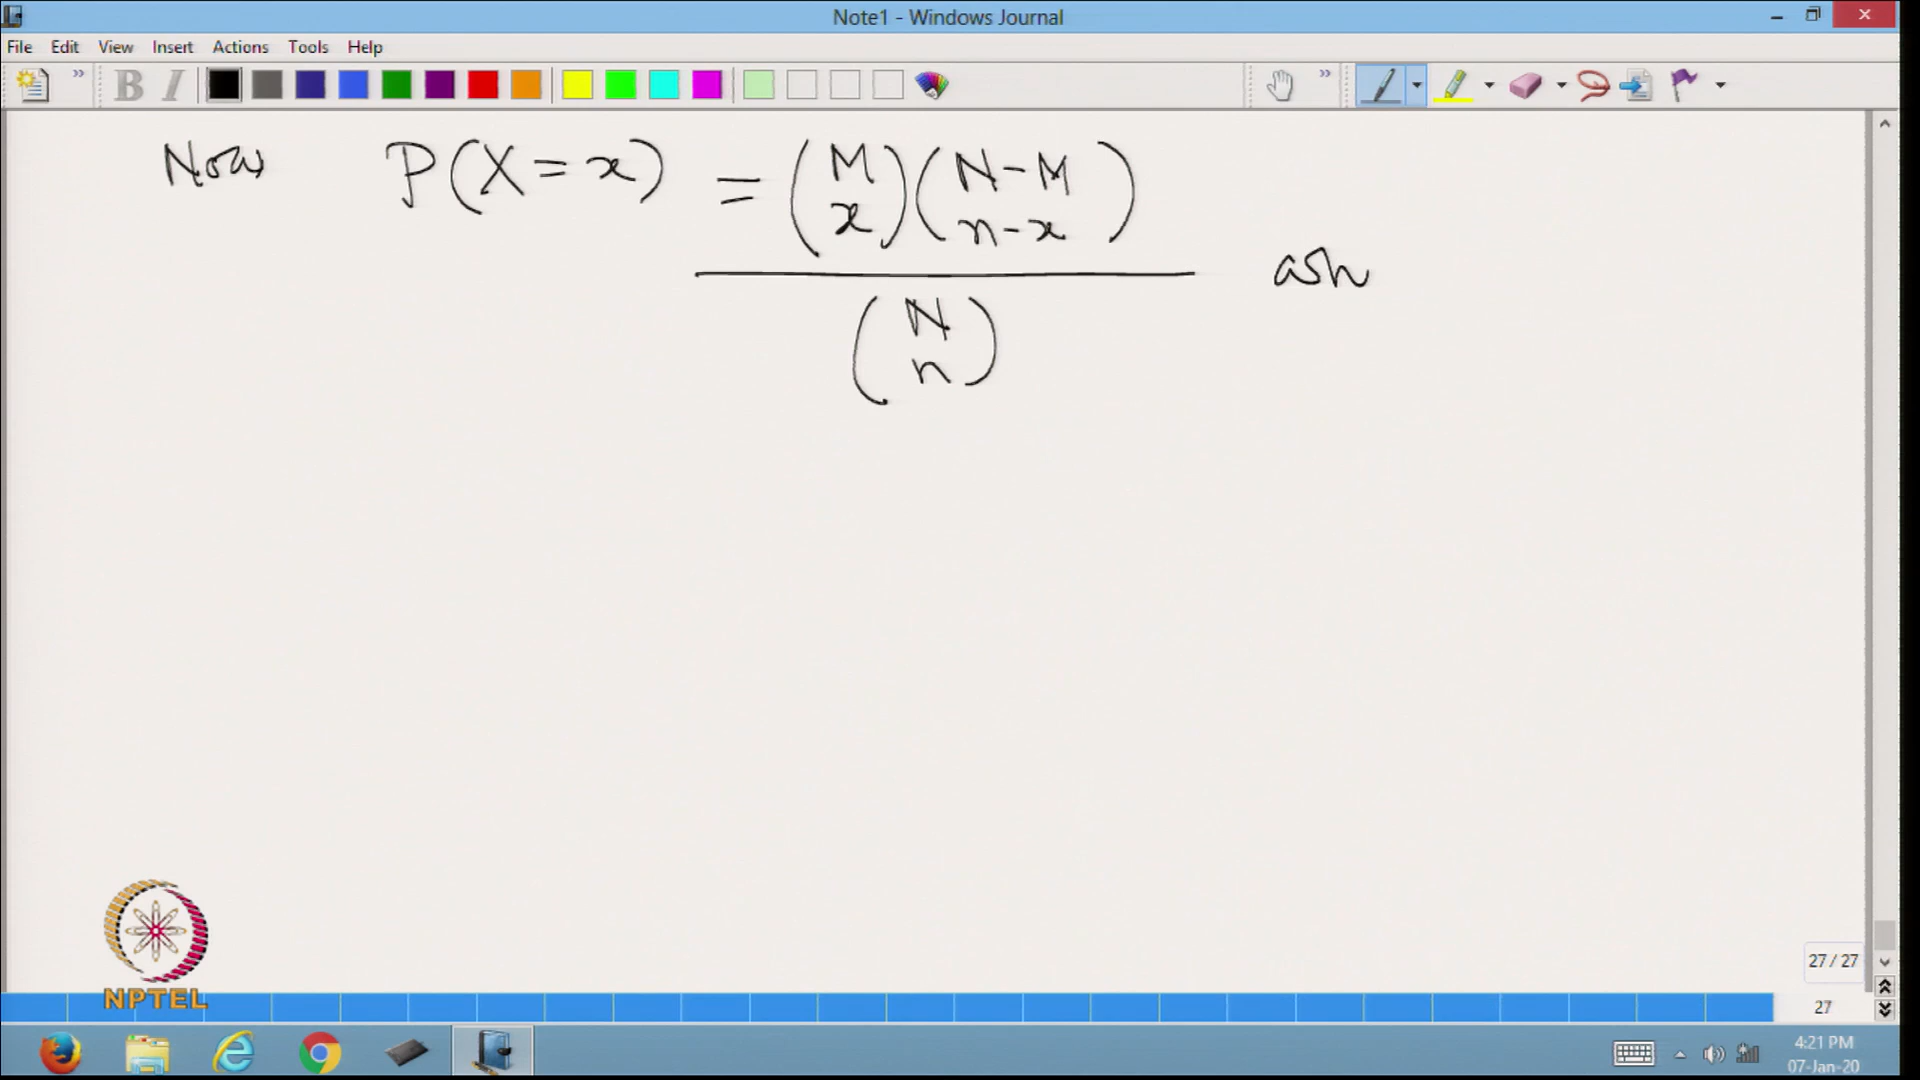 Note1 - Windows Journal
File Edit View Insert Actions Tools Help
B I
Now P(X = x) = (M x)(N-M n-x) / (N n)
27 / 27
NPTEL
27
4:21 PM
07-Jan-20